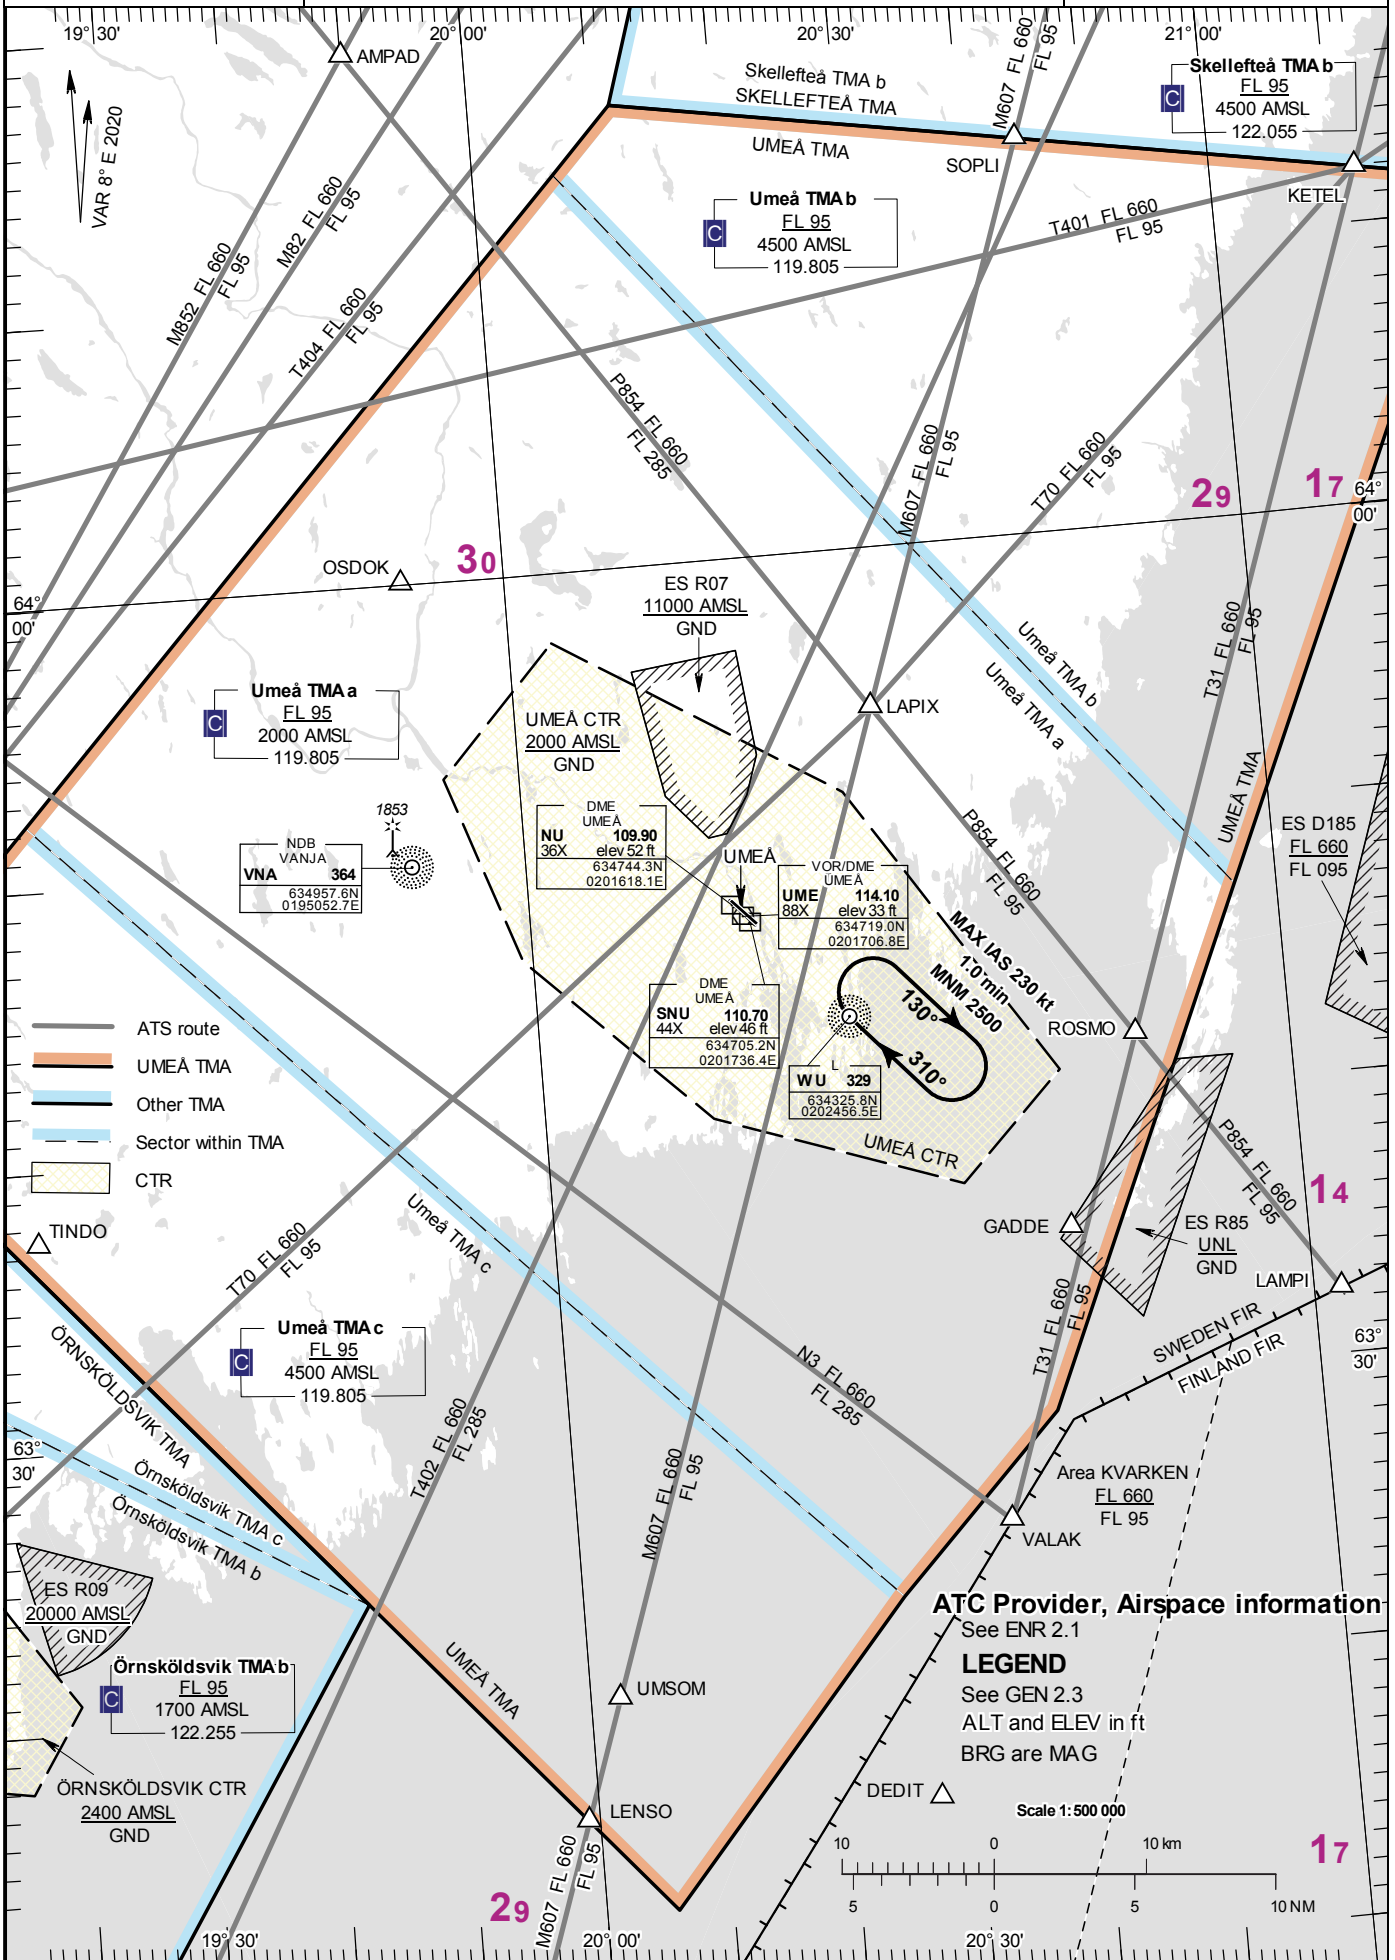 19° 30'
20° 00'
20° 30'
21° 00'
AMPAD
VAR 8° E 2020
Skellefteå TMA b
SKELLEFTEÅ TMA
UMEÅ TMA
M607 FL 660
FL 95
SOPLI
Skellefteå TMA b
C
FL 95
4500 AMSL
122.055
KETEL
Umeå TMA b
C
FL 95
4500 AMSL
119.805
T401 FL 660
FL 95
M852 FL 660
FL 95
M82 FL 660
FL 95
T404 FL 660
FL 95
P854 FL 660
FL 285
M607 FL 660
FL 95
T70 FL 660
FL 95
29
17
64°
00'
OSDOK
30
64°
00'
ES R07
11000 AMSL
GND
T31 FL 660
FL 95
Umeå TMA b
Umeå TMA a
Umeå TMA a
C
FL 95
2000 AMSL
119.805
UMEÅ CTR
2000 AMSL
GND
LAPIX
UMEÅ TMA
1853
NDB
VANJA
VNA 364
634957.6N
0195052.7E
DME
UMEÅ
NU 109.90
36X elev 52 ft
634744.3N
0201618.1E
UMEÅ
VOR/DME
UMEÅ
UME 114.10
88X elev 33 ft
634719.0N
0201706.8E
P854 FL 660
FL 95
ES D185
FL 660
FL 095
MAX IAS 230 kt
1.0 min
MNM 2500
130°
310°
DME
UMEÅ
SNU 110.70
44X elev 46 ft
634705.2N
0201736.4E
ROSMO
L
WU 329
634325.8N
0202456.5E
UMEÅ CTR
ATS route
UMEÅ TMA
Other TMA
Sector within TMA
CTR
TINDO
Umeå TMA c
T70 FL 660
FL 95
GADDE
P854 FL 660
FL 95
14
ES R85
UNL
GND
LAMPI
Umeå TMA c
C
FL 95
4500 AMSL
119.805
ÖRNSKÖLDSVIK TMA
T31 FL 660
FL 95
SWEDEN FIR
FINLAND FIR
63°
30'
N3 FL 660
FL 285
T402 FL 660
FL 285
63°
30'
Örnsköldsvik TMA c
Örnsköldsvik TMA b
M607 FL 660
FL 95
Area KVARKEN
FL 660
FL 95
VALAK
ES R09
20000 AMSL
GND
ATC Provider, Airspace information
See ENR 2.1
LEGEND
See GEN 2.3
ALT and ELEV in ft
BRG are MAG
Örnsköldsvik TMA b
C
FL 95
1700 AMSL
122.255
UMEÅ TMA
UMSOM
ÖRNSKÖLDSVIK CTR
2400 AMSL
GND
LENSO
DEDIT
Scale 1: 500 000
10 0 10 km
5 0 5 10 NM
17
29
M607 FL 660
FL 95
19° 30'
20° 00'
20° 30'